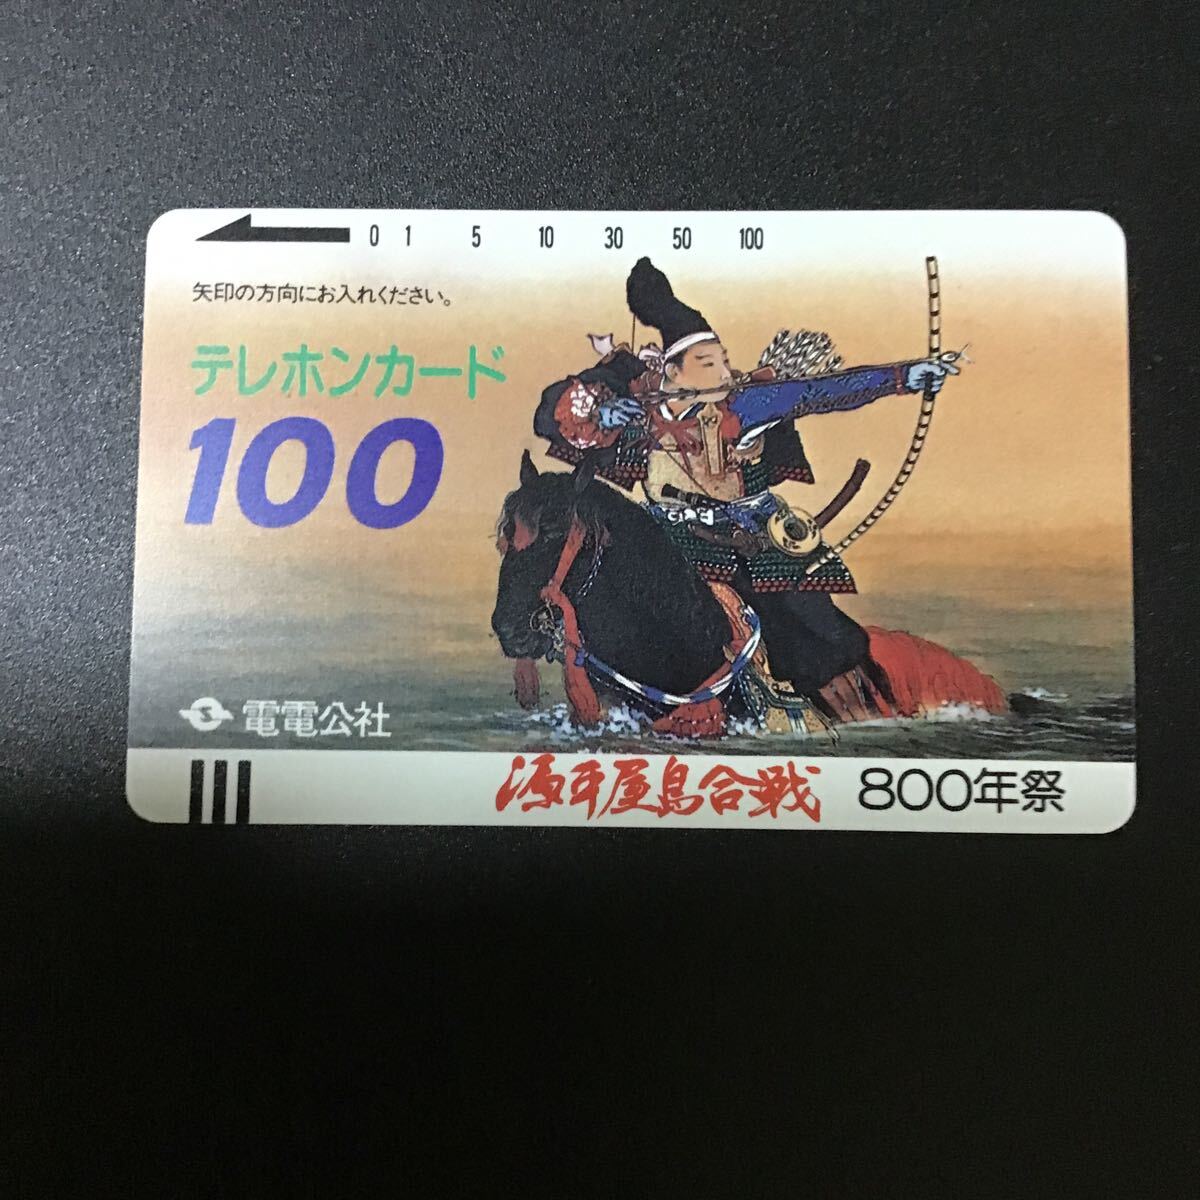 0 1 5 10 30 50 100
矢印の方向にお入れください。
テレホンカード
100
電電公社
源平屋島合戦 800年祭